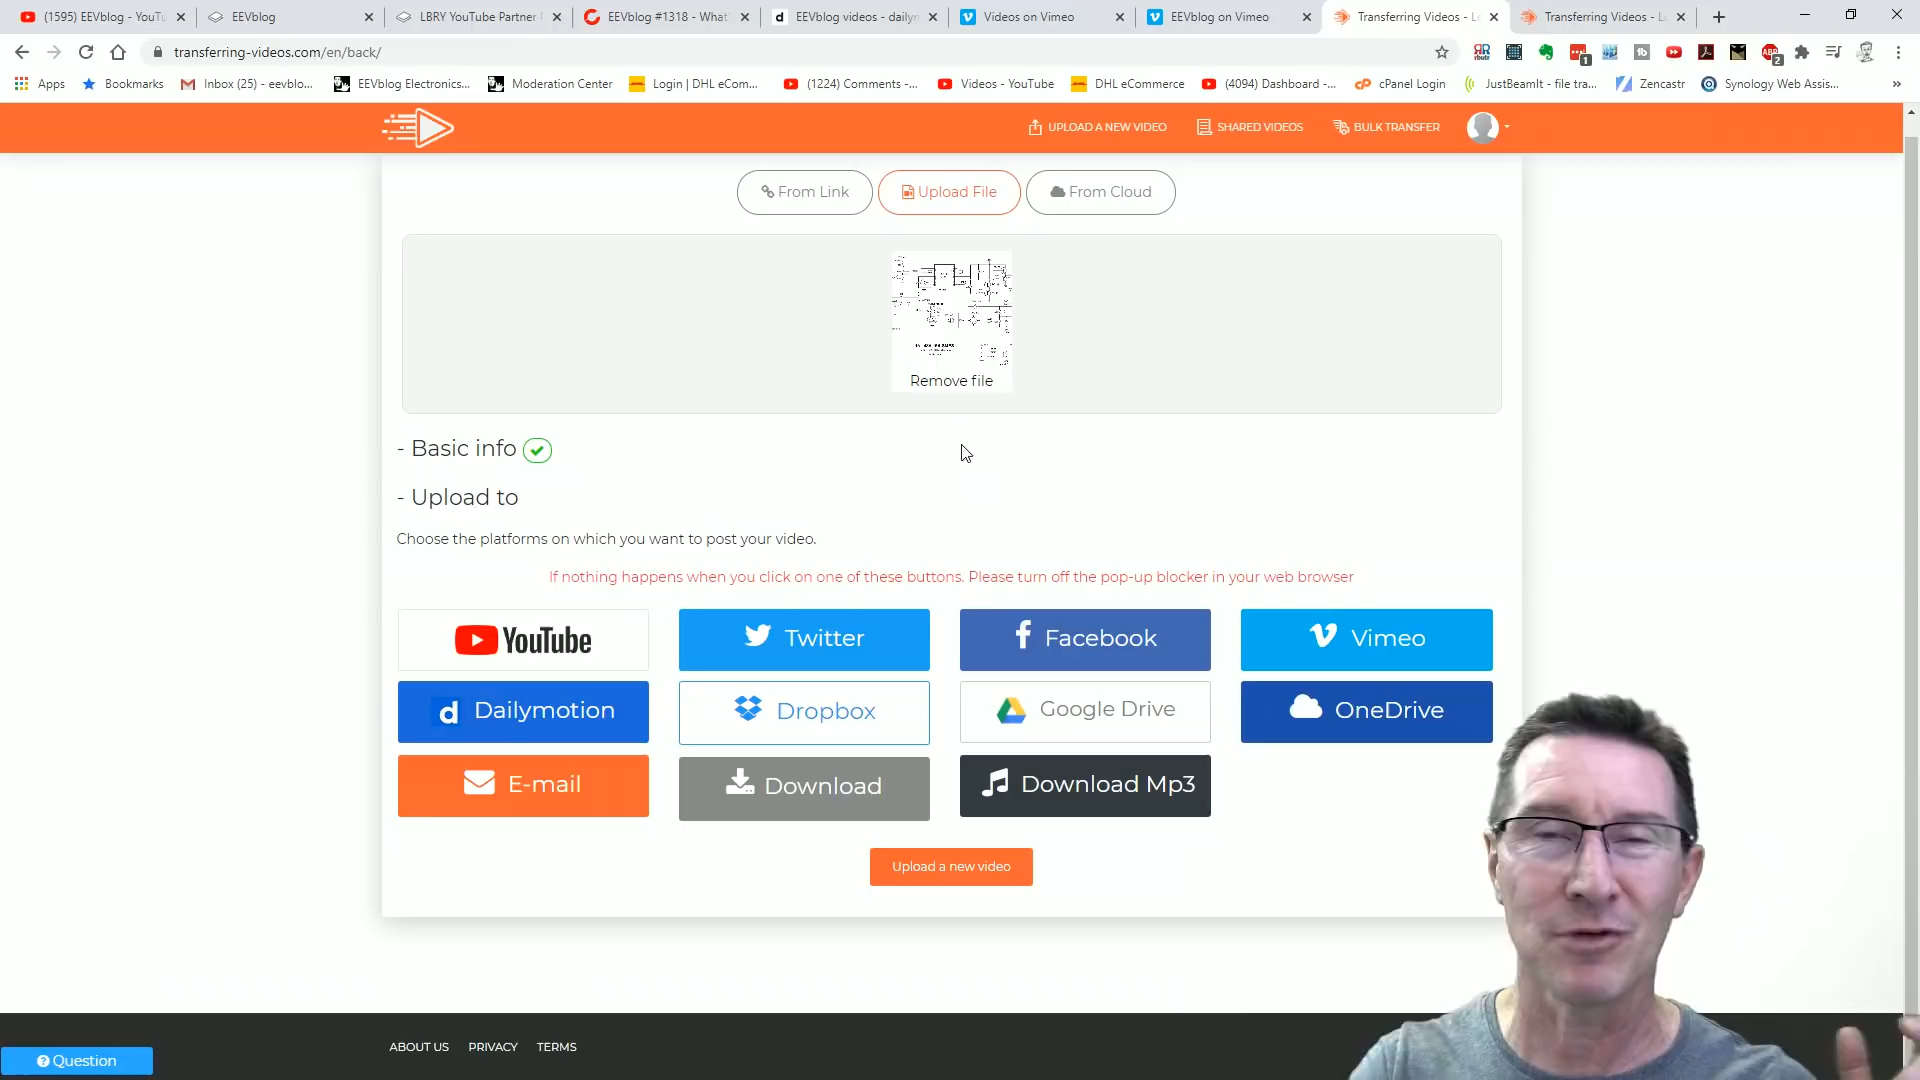 (1595) EEVblog - YouTu
EEVblog
LBRY YouTube Partner P
EEVblog #1318 - What'
EEVblog videos - dailyn
Videos on Vimeo
EEVblog on Vimeo
Transferring Videos - Le
Transferring Videos - Le
transferring-videos.com/en/back/
Apps
Bookmarks
Inbox (25) - eevblo...
EEVblog Electronics...
Moderation Center
Login | DHL eCom...
(1224) Comments -...
Videos - YouTube
DHL eCommerce
(4094) Dashboard -...
cPanel Login
JustBeamIt - file tra...
Zencastr
Synology Web Assis...
UPLOAD A NEW VIDEO
SHARED VIDEOS
BULK TRANSFER
From Link
Upload File
From Cloud
Remove file
- Basic info
- Upload to
Choose the platforms on which you want to post your video.
If nothing happens when you click on one of these buttons. Please turn off the pop-up blocker in your web browser
YouTube
Twitter
Facebook
Vimeo
Dailymotion
Dropbox
Google Drive
OneDrive
E-mail
Download
Download Mp3
Upload a new video
ABOUT US
PRIVACY
TERMS
Question